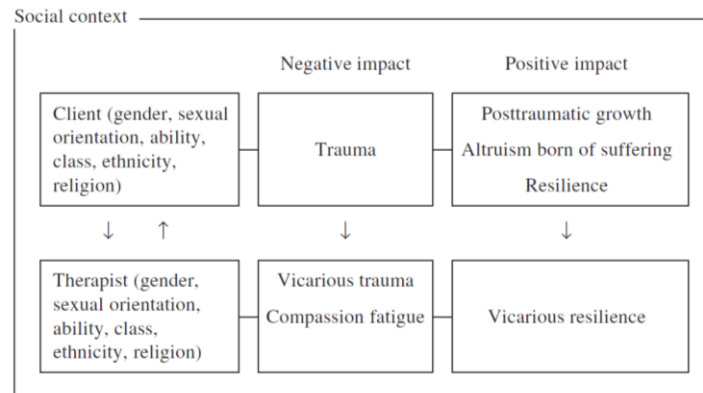 Social context
Negative impact
Positive impact
Client (gender, sexual
orientation, ability,
class, ethnicity,
religion)
Trauma
Posttraumatic growth
Altruism born of suffering
Resilience
↓ ↑
↓
↓
Therapist (gender,
sexual orientation,
ability, class,
ethnicity, religion)
Vicarious trauma
Compassion fatigue
Vicarious resilience